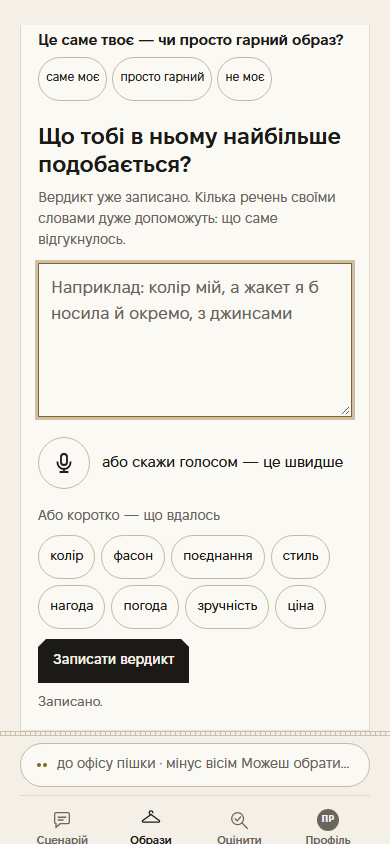 Це саме твоє — чи просто гарний образ?
саме моє
просто гарний
не моє
Що тобі в ньому найбільше
подобається?
Вердикт уже записано. Кілька речень своїми
словами дуже допоможуть: що саме
відгукнулось.
Наприклад: колір мій, а жакет я б
носила й окремо, з джинсами
або скажи голосом — це швидше
Або коротко — що вдалось
колір
фасон
поєднання
стиль
нагода
погода
зручність
ціна
Записати вердикт
Записано.
до офісу пішки · мінус вісім Можеш обрати...
Сценарій
Образи
Оцінити
ПР
Профіль